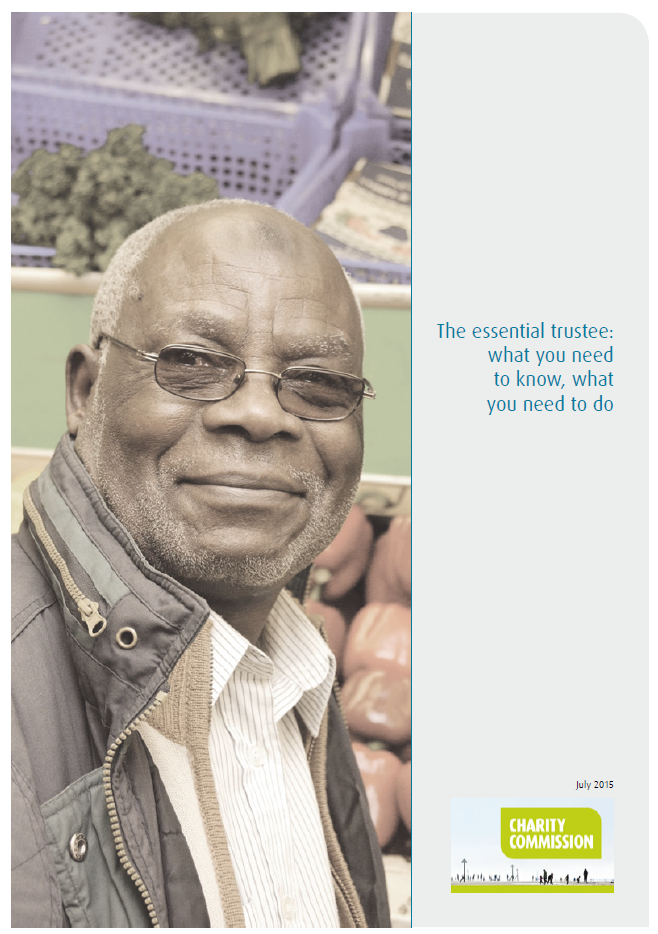 The essential trustee:
what you need
to know, what
you need to do
July 2015
CHARITY
COMMISSION